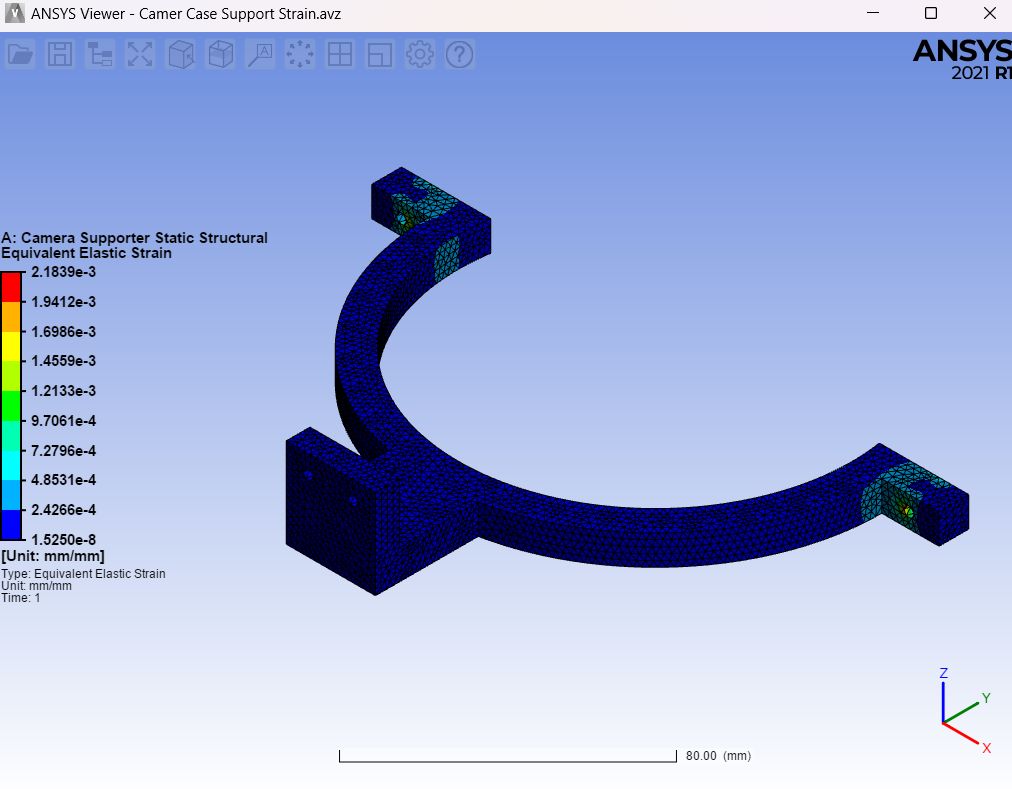 ANSYS Viewer - Camer Case Support Strain.avz
ANSYS
2021 R1
A: Camera Supporter Static Structural
Equivalent Elastic Strain
2.1839e-3
1.9412e-3
1.6986e-3
1.4559e-3
1.2133e-3
9.7061e-4
7.2796e-4
4.8531e-4
2.4266e-4
1.5250e-8
[Unit: mm/mm]
Type: Equivalent Elastic Strain
Unit: mm/mm
Time: 1
Z
Y
X
80.00 (mm)